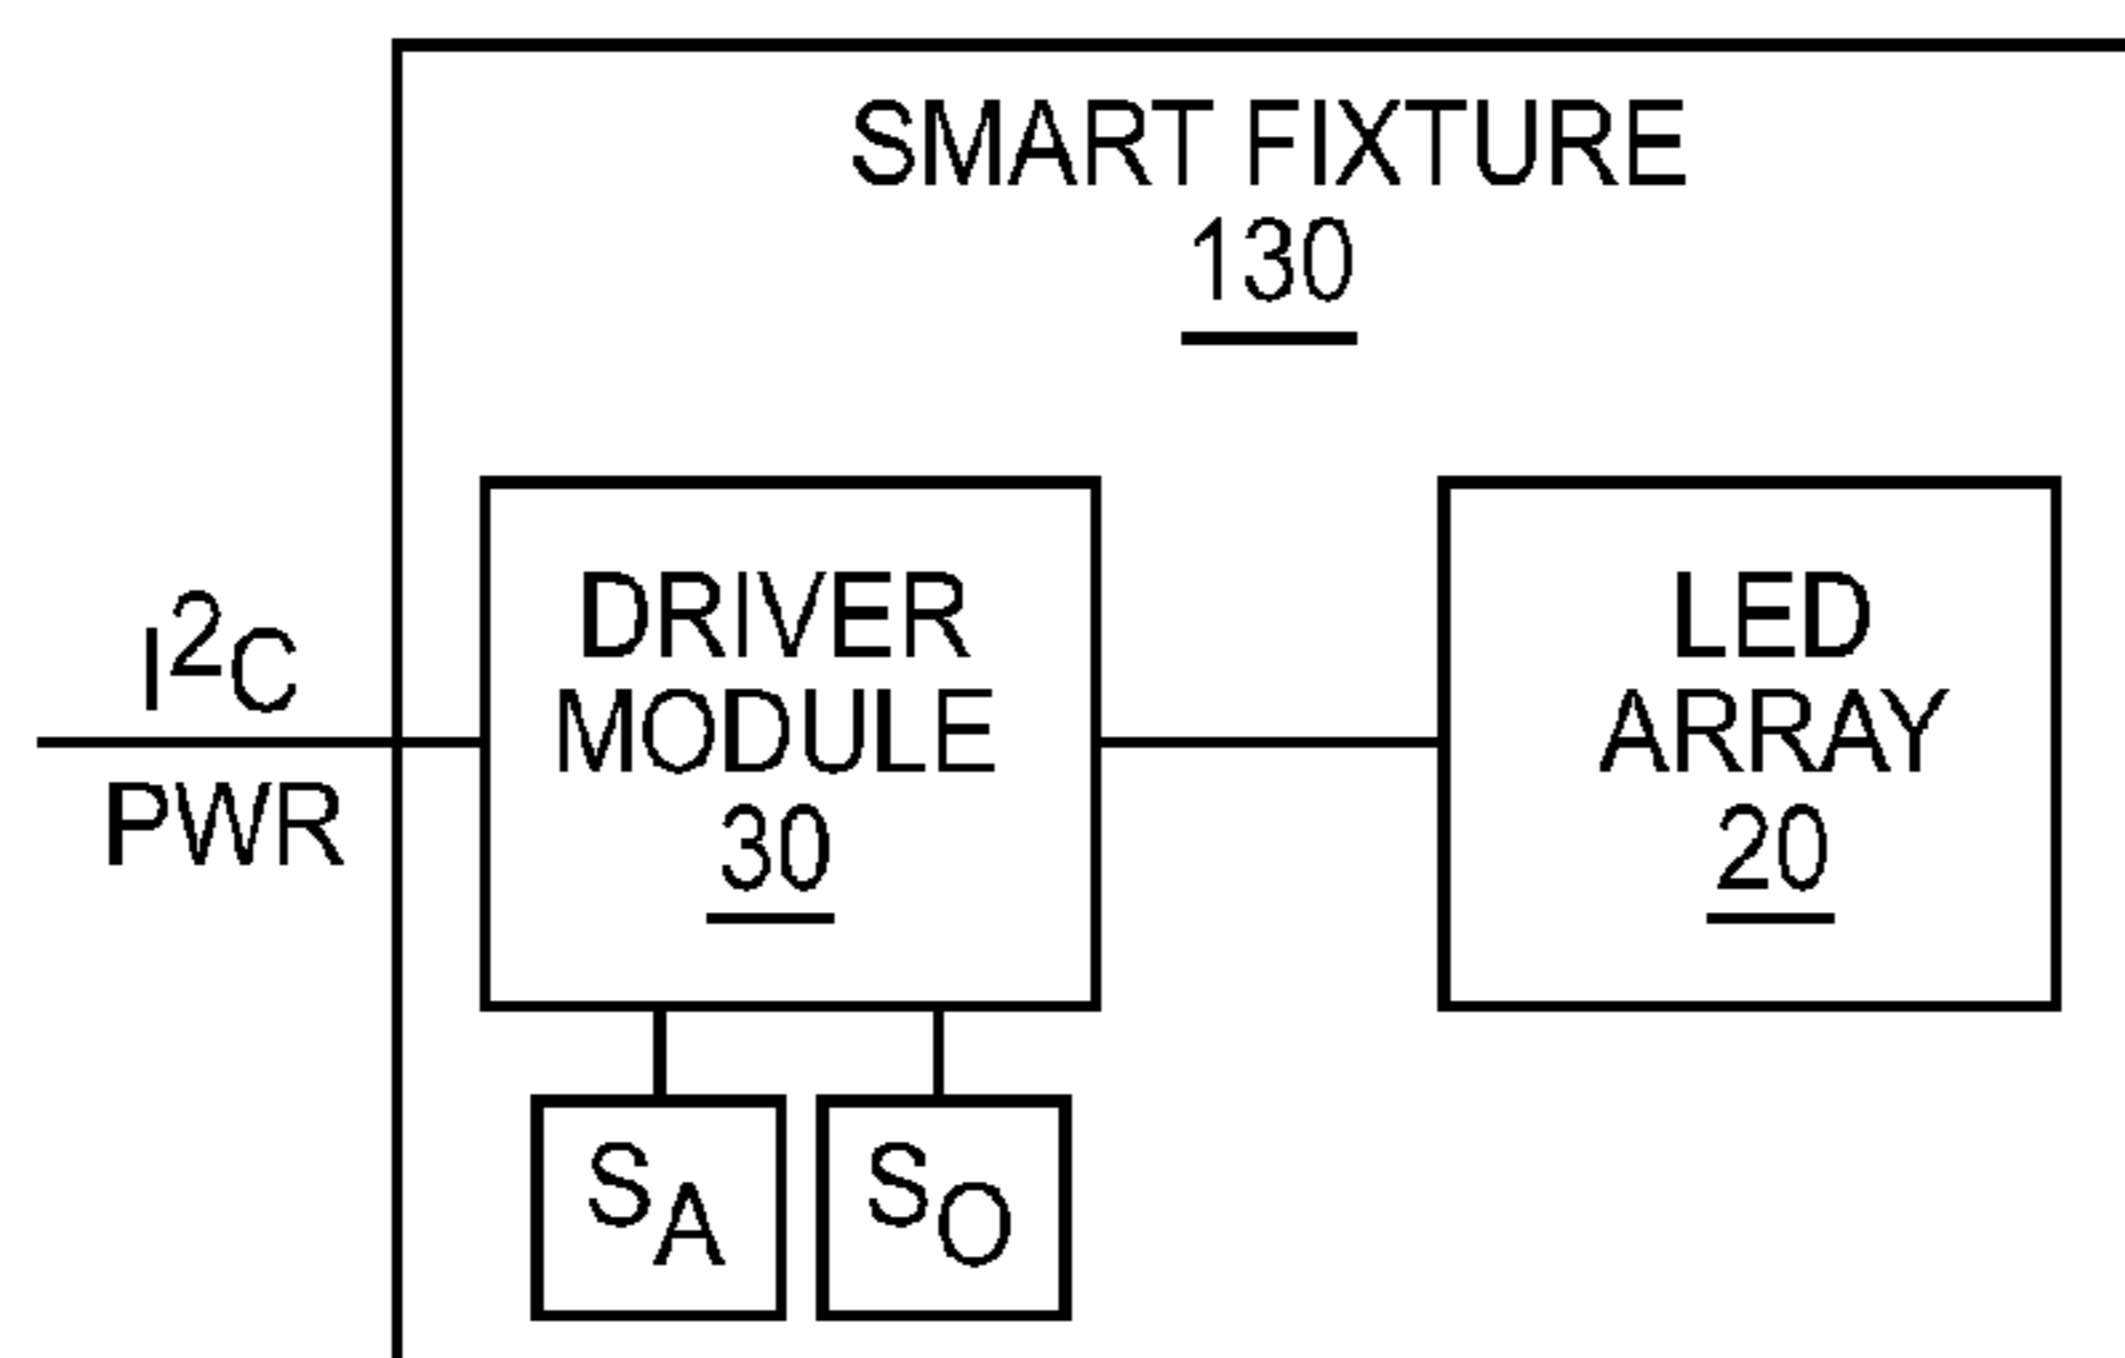 SMART FIXTURE
130
I²C
PWR
DRIVER
MODULE
30
LED
ARRAY
20
S_A
S_O